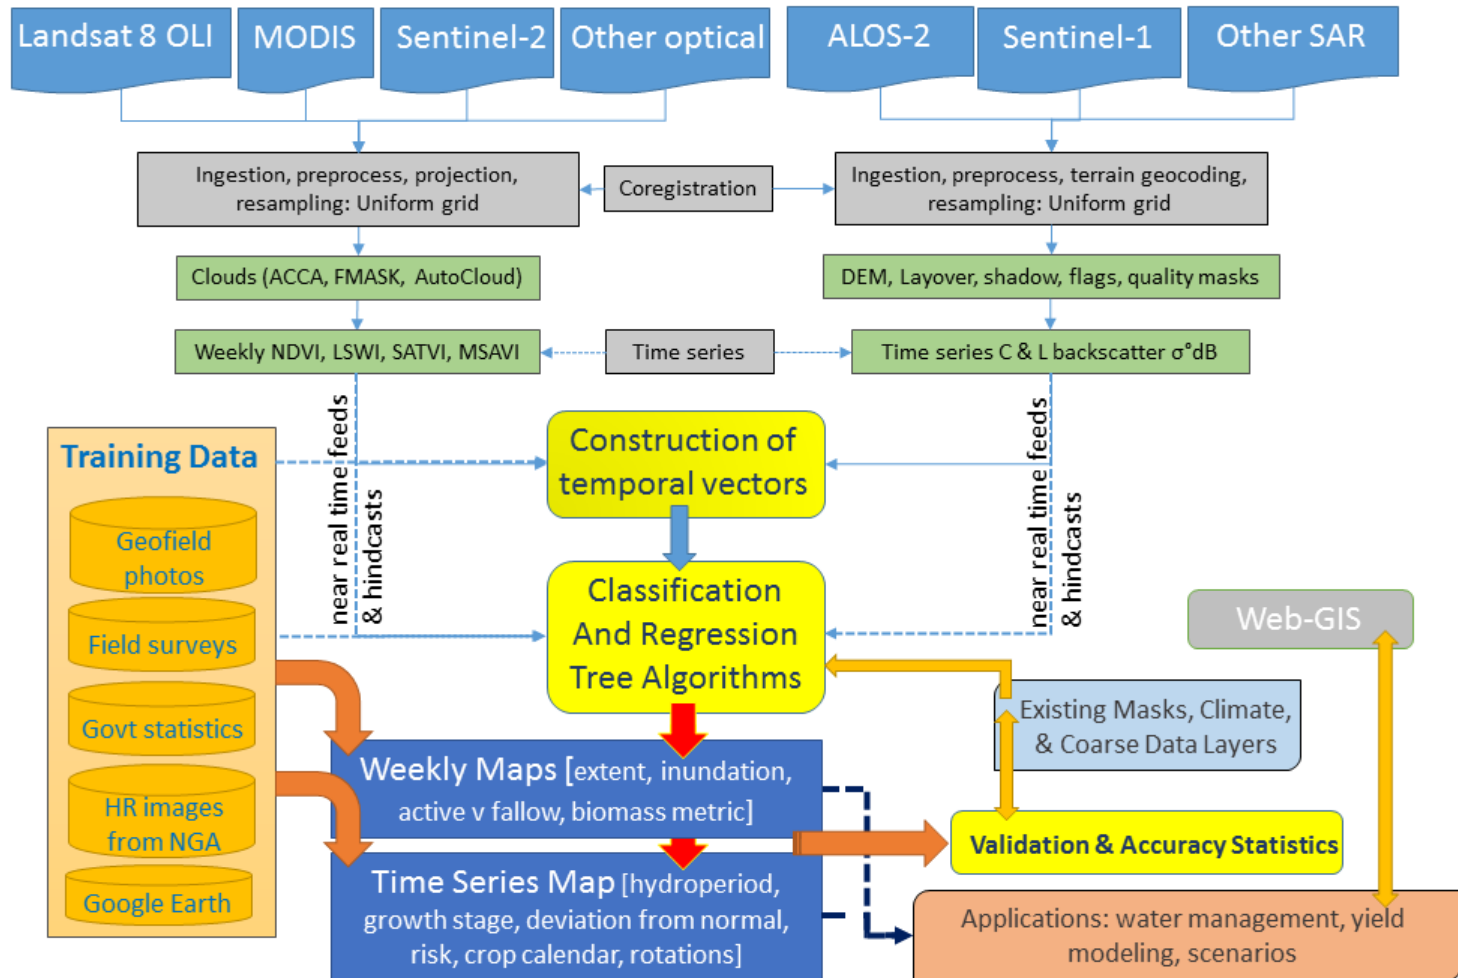 Landsat 8 OLI
MODIS
Sentinel-2
Other optical
ALOS-2
Sentinel-1
Other SAR
Ingestion, preprocess, projection,
resampling: Uniform grid
Coregistration
Ingestion, preprocess, terrain geocoding,
resampling: Uniform grid
Clouds (ACCA, FMASK, AutoCloud)
DEM, Layover, shadow, flags, quality masks
Weekly NDVI, LSWI, SATVI, MSAVI
Time series
Time series C & L backscatter σ°dB
near real time feeds
& hindcasts
near real time feeds
& hindcasts
Training Data
Geofield
photos
Field surveys
Govt statistics
HR images
from NGA
Google Earth
Construction of
temporal vectors
Classification
And Regression
Tree Algorithms
Web-GIS
Existing Masks, Climate,
& Coarse Data Layers
Weekly Maps [extent, inundation,
active v fallow, biomass metric]
Validation & Accuracy Statistics
Time Series Map [hydroperiod,
growth stage, deviation from normal,
risk, crop calendar, rotations]
Applications: water management, yield
modeling, scenarios